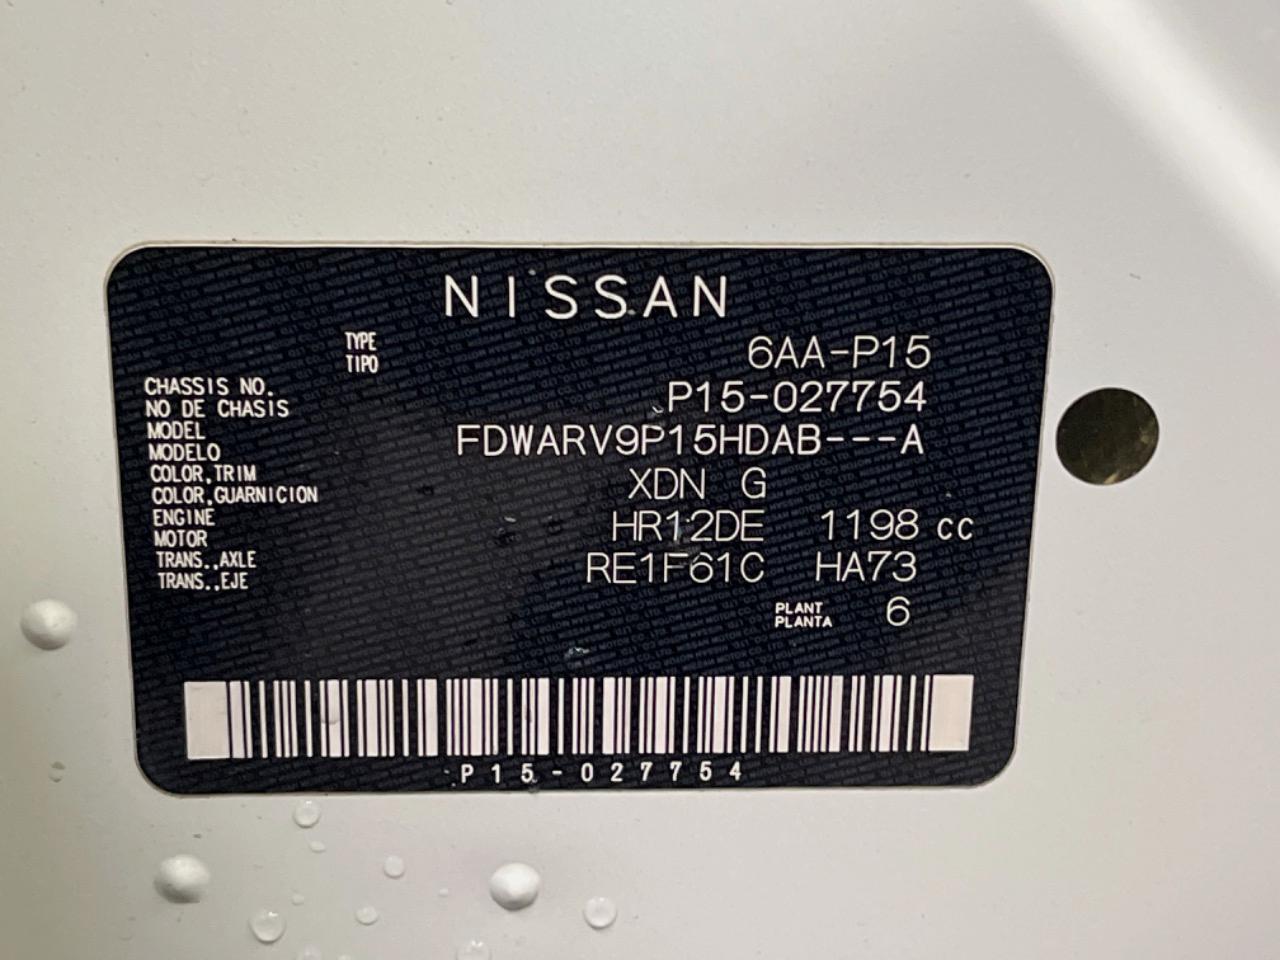 NISSAN
TYPE
TIPO
6AA-P15
CHASSIS NO.
NO DE CHASIS
P15-027754
MODEL
MODELO
FDWARV9P15HDAB---A
COLOR,TRIM
COLOR,GUARNICION
XDN G
ENGINE
MOTOR
HR12DE 1198 cc
TRANS.,AXLE
TRANS.,EJE
RE1F61C HA73
PLANT
PLANTA
6
P15-027754